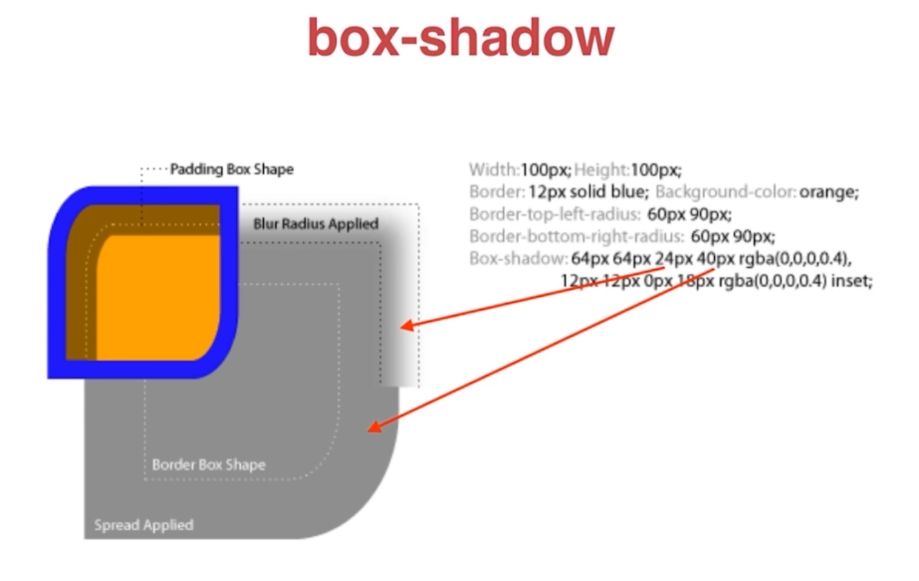 box-shadow
Padding Box Shape
Blur Radius Applied
Border Box Shape
Spread Applied
Width:100px; Height:100px;
Border: 12px solid blue; Background-color: orange;
Border-top-left-radius: 60px 90px;
Border-bottom-right-radius: 60px 90px;
Box-shadow: 64px 64px 24px 40px rgba(0,0,0,0.4),
12px 12px 0px 18px rgba(0,0,0,0.4) inset;